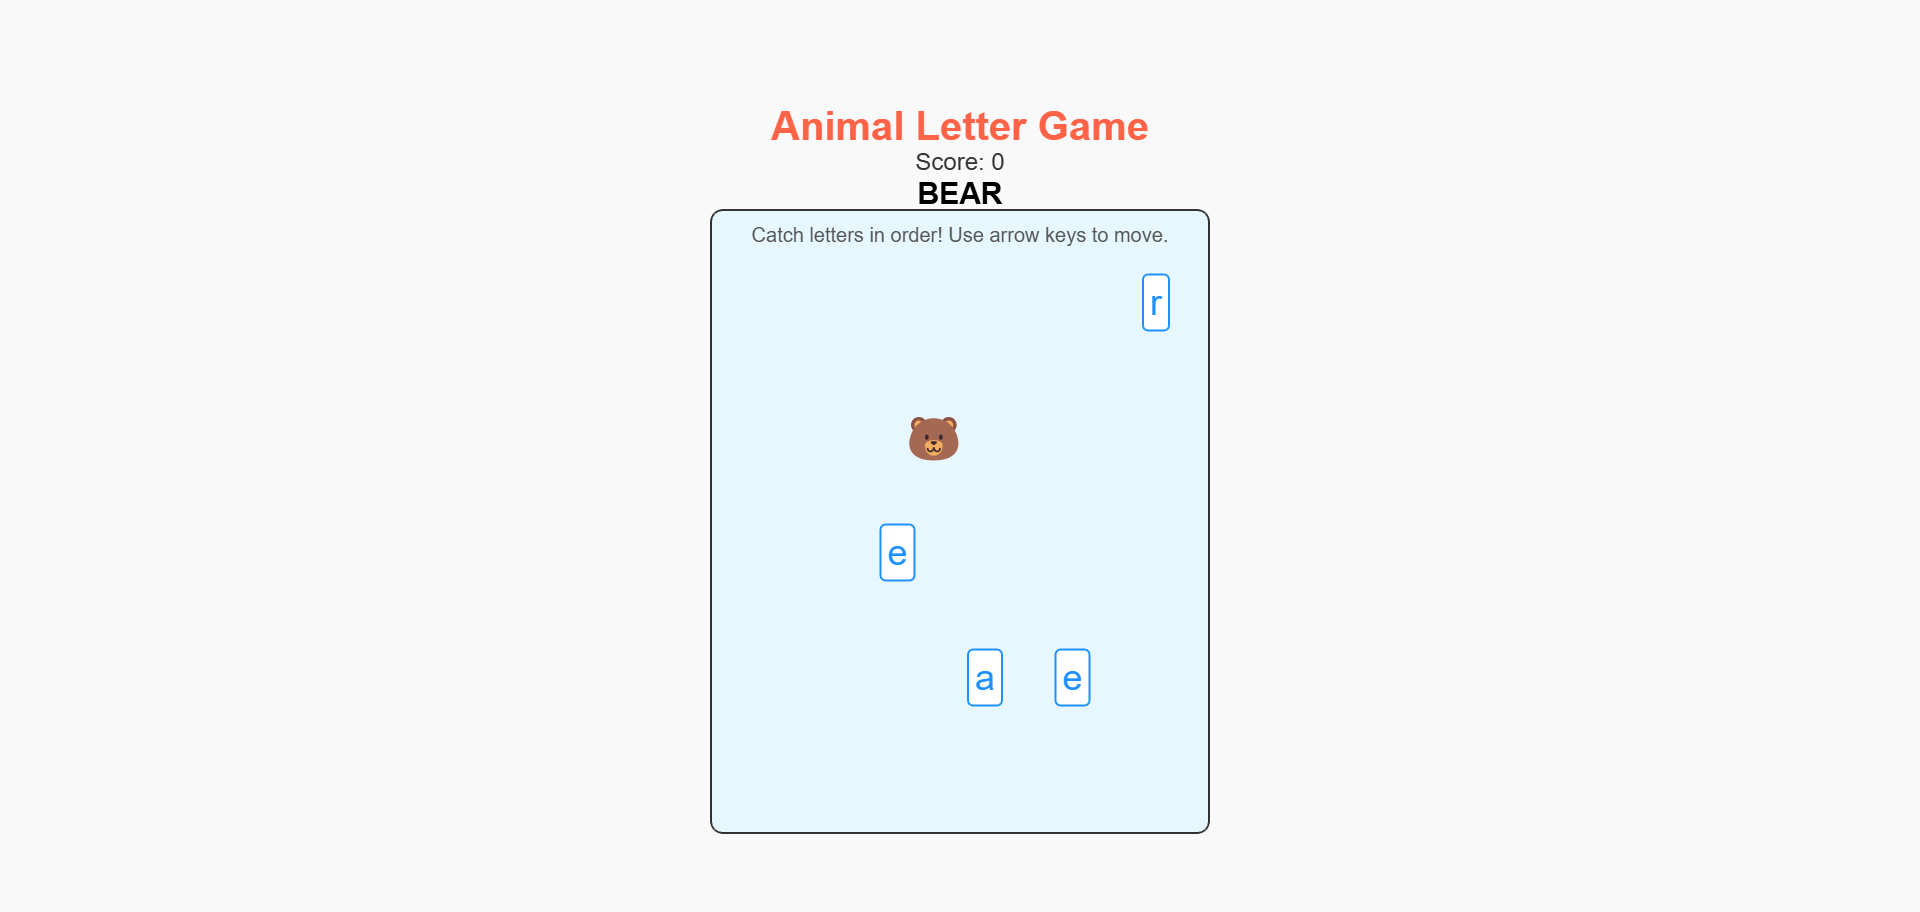 Animal Letter Game
Score: 0
BEAR
Catch letters in order! Use arrow keys to move.
r
e
a e